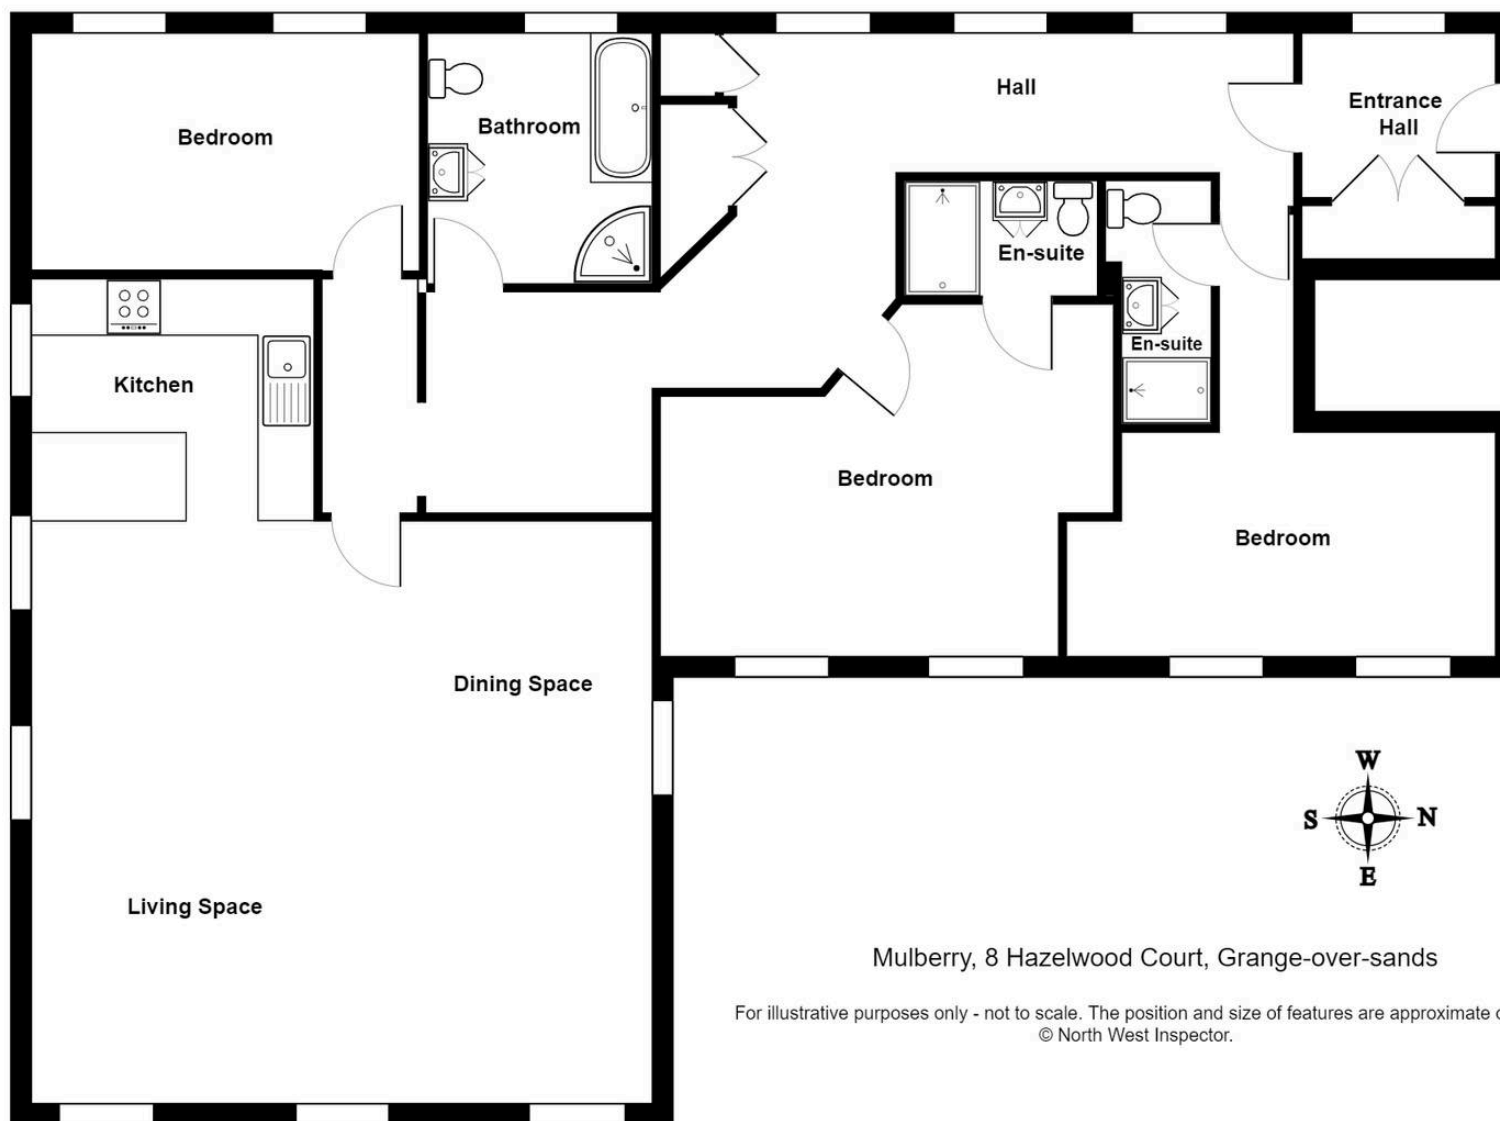 Hall
Entrance
Hall
Bathroom
Bedroom
En-suite
En-suite
Kitchen
Bedroom
Bedroom
Dining Space
Living Space
W
S
N
E
Mulberry, 8 Hazelwood Court, Grange-over-sands
For illustrative purposes only - not to scale. The position and size of features are approximate
© North West Inspector.